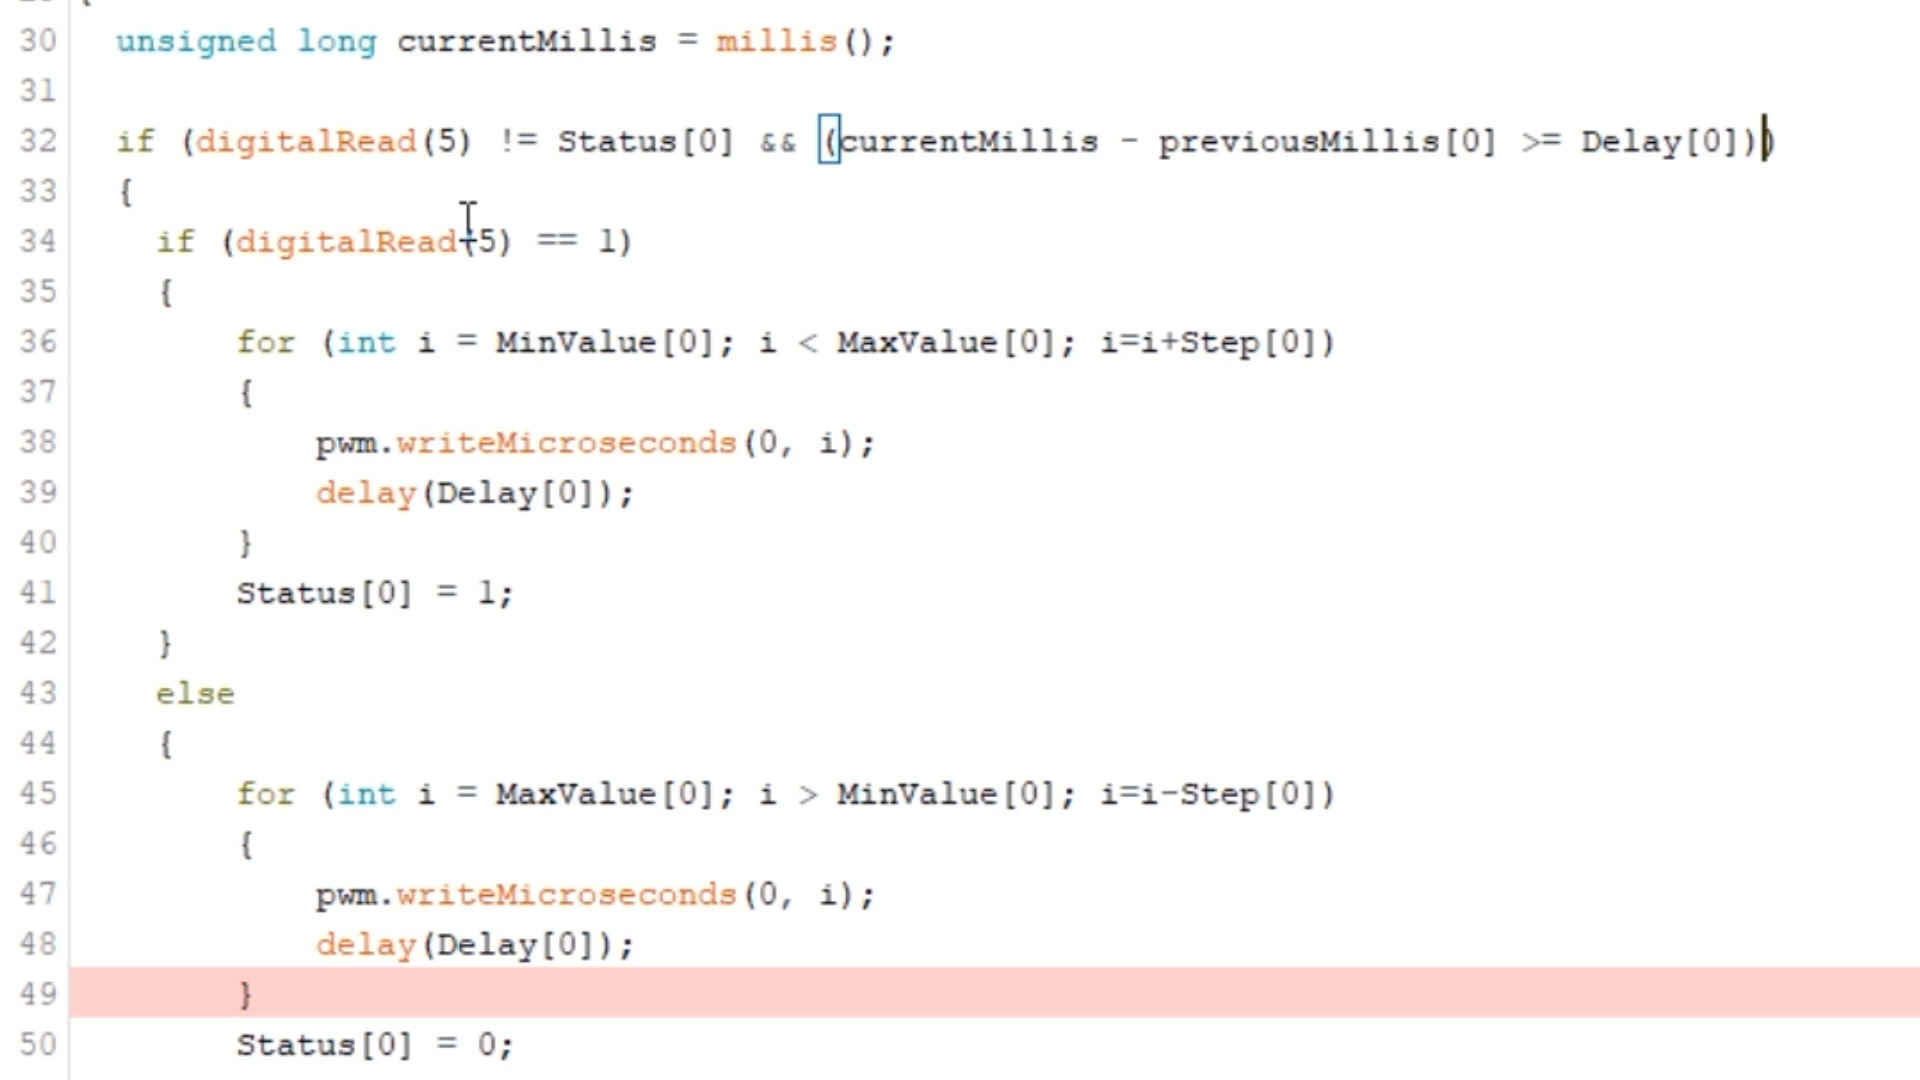 {
30 unsigned long currentMillis = millis();
31
32 if (digitalRead(5) != Status[0] && (currentMillis - previousMillis[0] >= Delay[0]))
33 {
34 if (digitalRead(5) == 1)
35 {
36 for (int i = MinValue[0]; i < MaxValue[0]; i=i+Step[0])
37 {
38 pwm.writeMicroseconds(0, i);
39 delay(Delay[0]);
40 }
41 Status[0] = 1;
42 }
43 else
44 {
45 for (int i = MaxValue[0]; i > MinValue[0]; i=i-Step[0])
46 {
47 pwm.writeMicroseconds(0, i);
48 delay(Delay[0]);
49 }
50 Status[0] = 0;